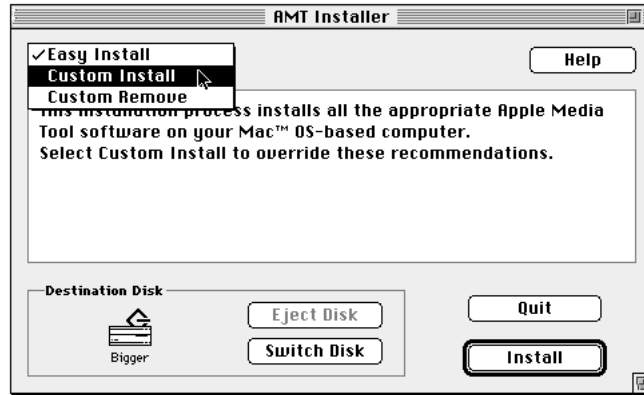 AMT Installer
✓Easy Install
Custom Install
Custom Remove
Help
This installation process installs all the appropriate Apple Media
Tool software on your Mac™ OS-based computer.
Select Custom Install to override these recommendations.
Destination Disk
Bigger
Eject Disk
Switch Disk
Quit
Install